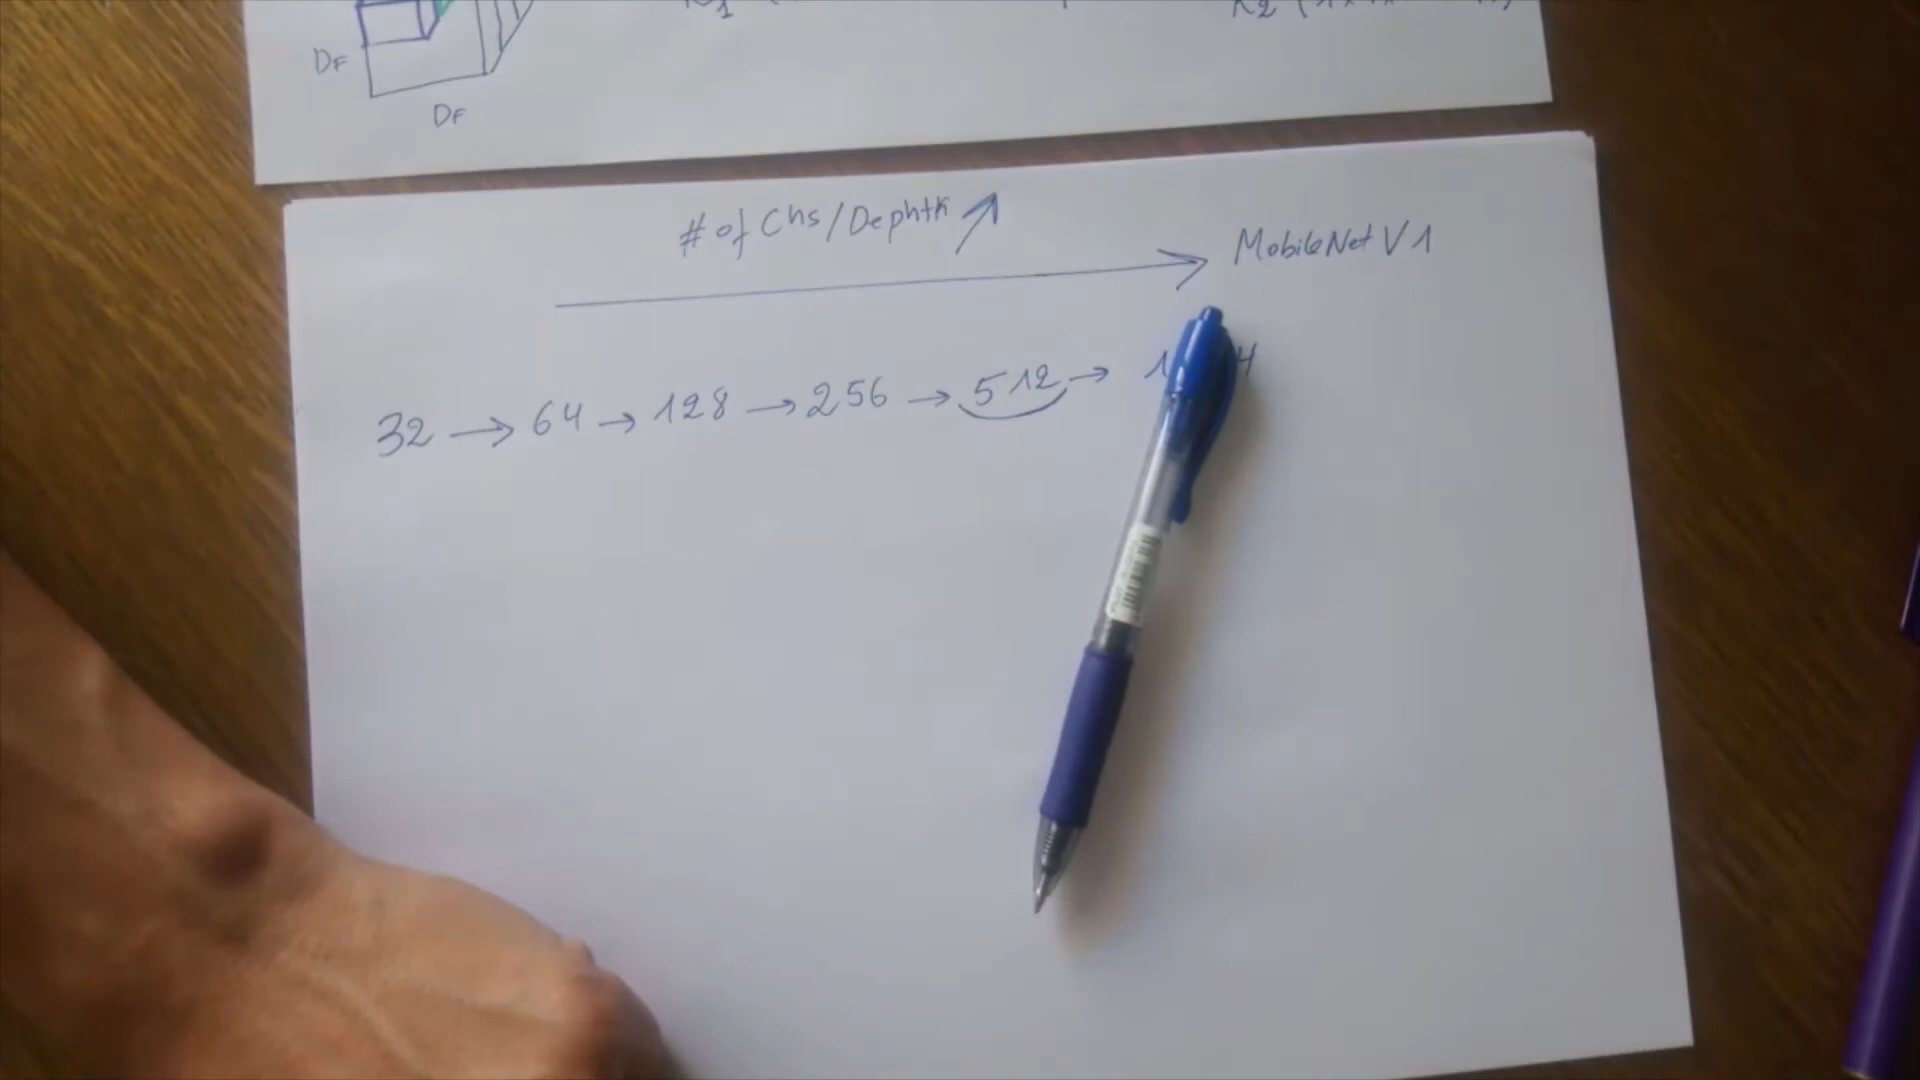 DF
DF
# of Chs/Dephth ↗
MobileNet V1
32 → 64 → 128 → 256 → 512 →